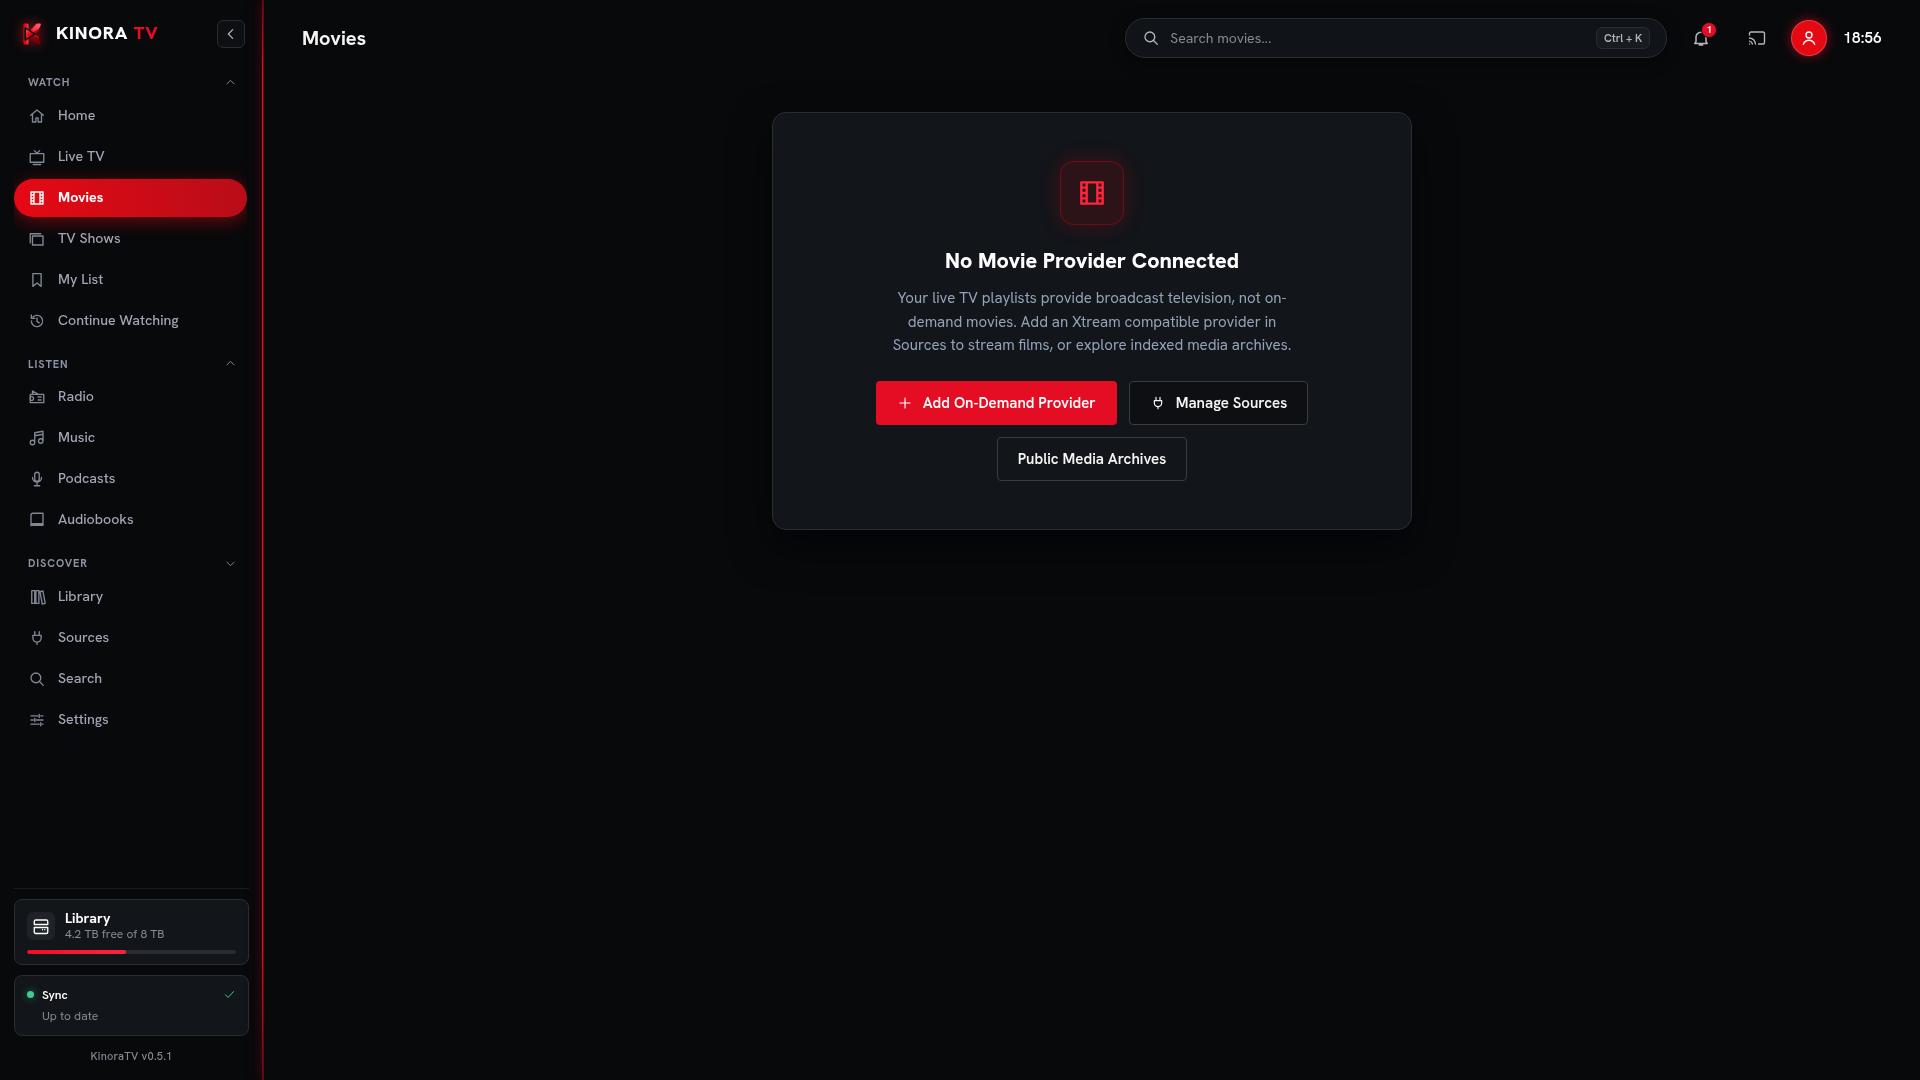 KINORA TV
WATCH
Home
Live TV
Movies
TV Shows
My List
Continue Watching
LISTEN
Radio
Music
Podcasts
Audiobooks
DISCOVER
Library
Sources
Search
Settings
Library
4.2 TB free of 8 TB
Sync
Up to date
KinoraTV v0.5.1
Movies
Search movies...
Ctrl + K
1
18:56
No Movie Provider Connected
Your live TV playlists provide broadcast television, not on-
demand movies. Add an Xtream compatible provider in
Sources to stream films, or explore indexed media archives.
Add On-Demand Provider
Manage Sources
Public Media Archives